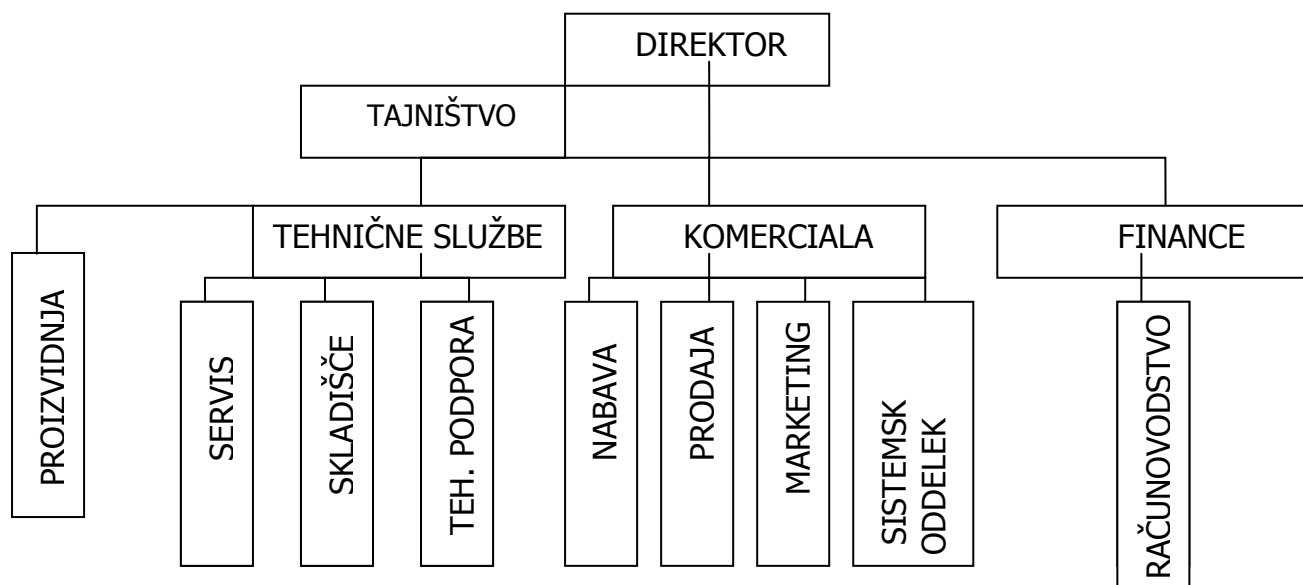 DIREKTOR
TAJNIŠTVO
TEHNIČNE SLUŽBE
KOMERCIALA
FINANCE
PROIZVIDNJA
SERVIS
SKLADIŠČE
TEH. PODPORA
NABAVA
PRODAJA
MARKETING
SISTEMSK
ODDELEK
RAČUNOVODSTVO